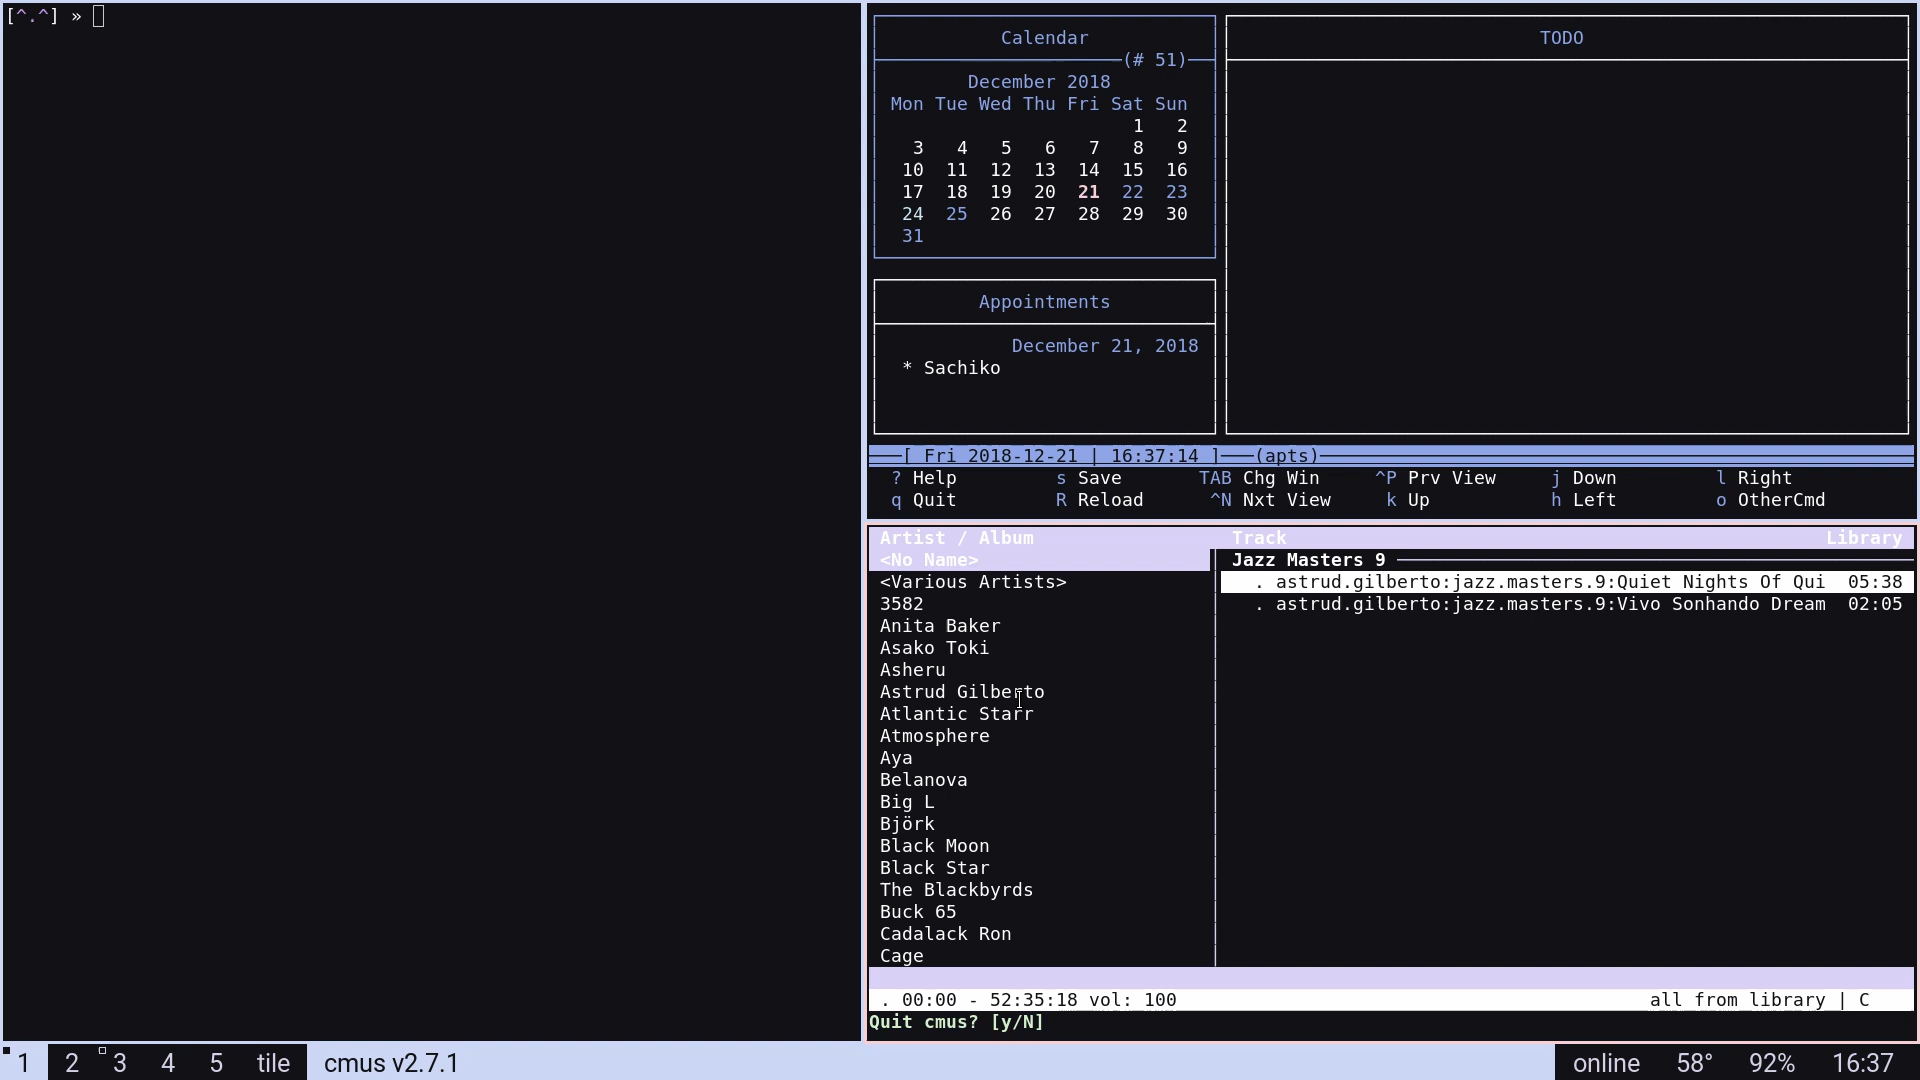 [^.^] »
Calendar
(# 51)
December 2018
Mon Tue Wed Thu Fri Sat Sun
1 2
3 4 5 6 7 8 9
10 11 12 13 14 15 16
17 18 19 20 21 22 23
24 25 26 27 28 29 30
31
TODO
Appointments
December 21, 2018
* Sachiko
[ Fri 2018-12-21 | 16:37:14 ] (apts)
? Help s Save TAB Chg Win ^P Prv View j Down l Right
q Quit R Reload ^N Nxt View k Up h Left o OtherCmd
Artist / Album Track Library
<No Name> Jazz Masters 9
<Various Artists> . astrud.gilberto:jazz.masters.9:Quiet Nights Of Qui 05:38
3582 . astrud.gilberto:jazz.masters.9:Vivo Sonhando Dream 02:05
Anita Baker
Asako Toki
Asheru
Astrud Gilberto
Atlantic Starr
Atmosphere
Aya
Belanova
Big L
Björk
Black Moon
Black Star
The Blackbyrds
Buck 65
Cadalack Ron
Cage
. 00:00 - 52:35:18 vol: 100 all from library | C
Quit cmus? [y/N]
1 2 3 4 5 tile cmus v2.7.1 online 58° 92% 16:37